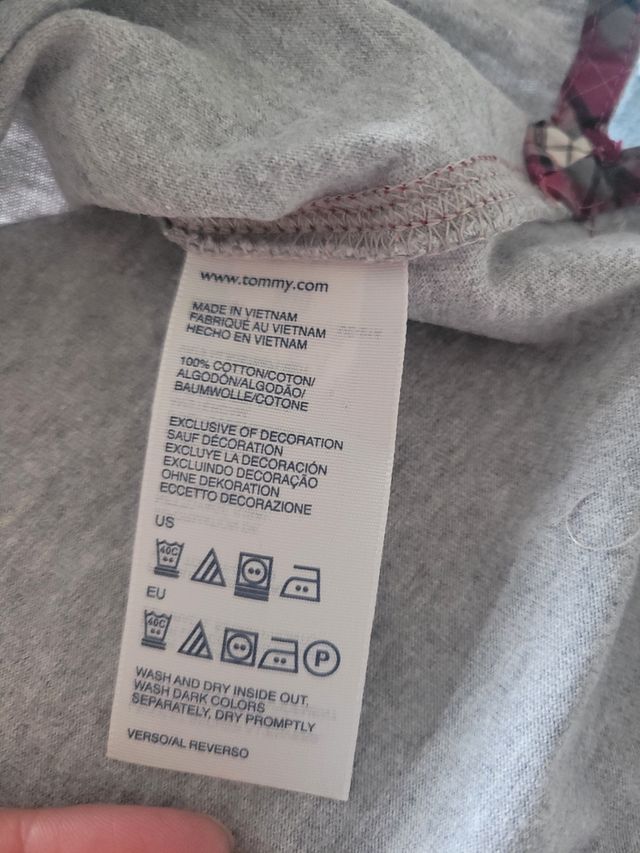 www.tommy.com
MADE IN VIETNAM
FABRIQUÉ AU VIETNAM
HECHO EN VIETNAM
100% COTTON/COTON/
ALGODÓN/ALGODÃO/
BAUMWOLLE/COTONE
EXCLUSIVE OF DECORATION
SAUF DÉCORATION
EXCLUYE LA DECORACIÓN
EXCLUINDO DECORAÇÃO
OHNE DEKORATION
ECCETTO DECORAZIONE
US
40C
EU
40C P
WASH AND DRY INSIDE OUT,
WASH DARK COLORS
SEPARATELY, DRY PROMPTLY
VERSO/AL REVERSO